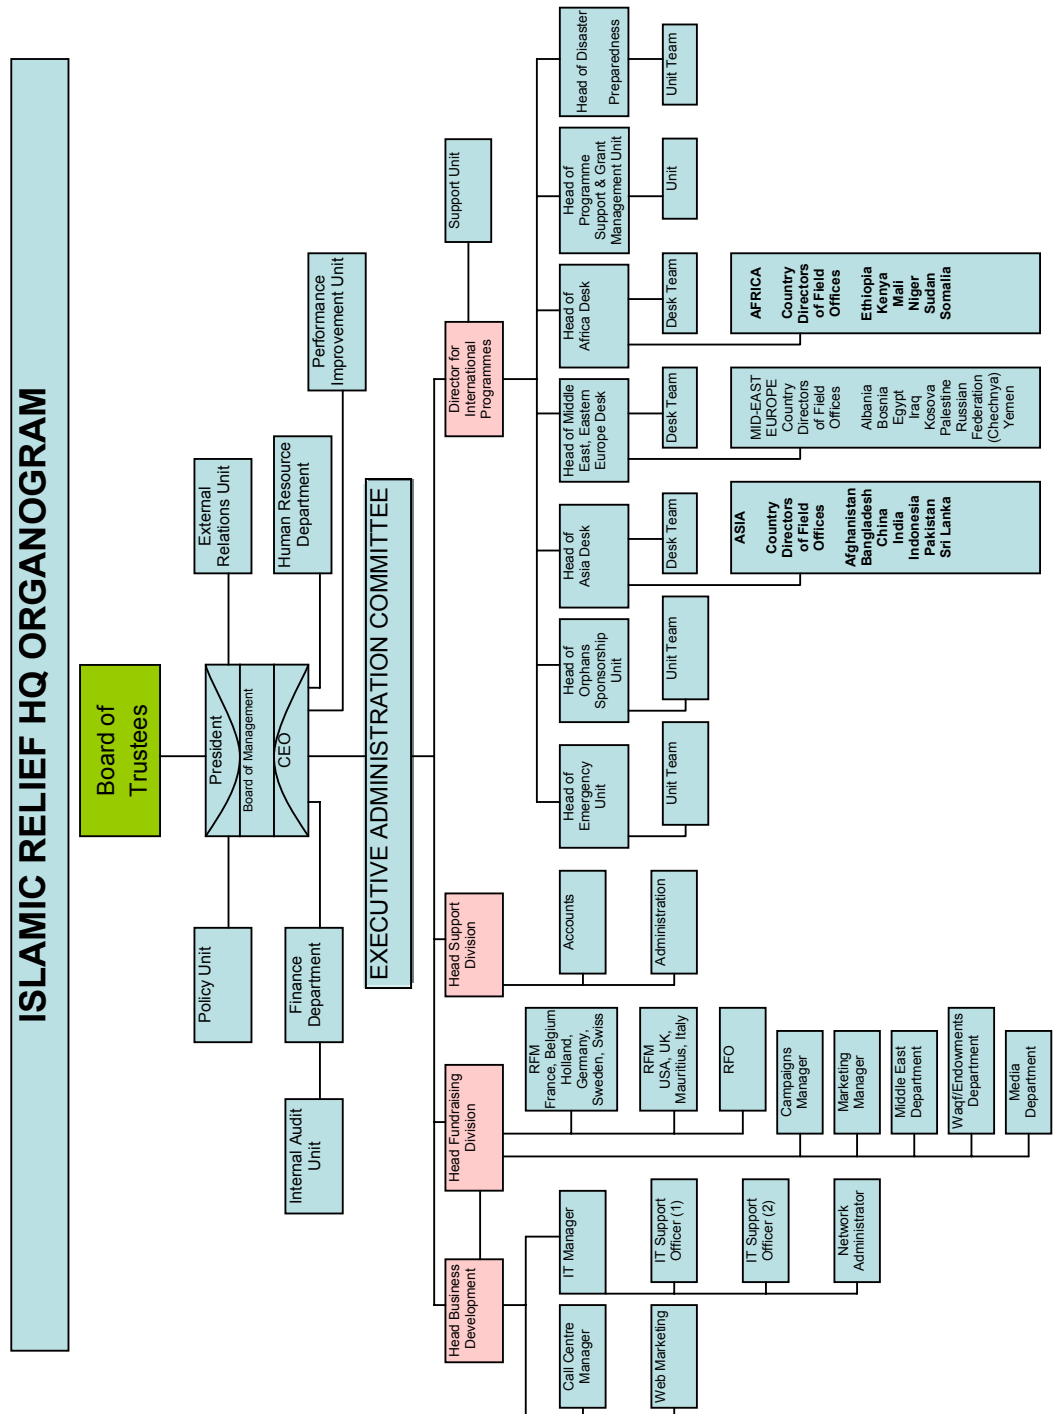 ISLAMIC RELIEF HQ ORGANOGRAM
Board of
Trustees
President
Board of Management
CEO
Policy Unit
External
Relations Unit
Finance
Department
Human Resource
Department
Internal Audit
Unit
Performance
Improvement Unit
EXECUTIVE ADMINISTRATION COMMITTEE
Head Business
Development
Head Fundraising
Division
Head Support
Division
Director for
International
Programmes
Support Unit
Call Centre
Manager
Web Marketing
IT Manager
IT Support
Officer (1)
IT Support
Officer (2)
Network
Administrator
RFM
France, Belgium
Holland,
Germany,
Sweden, Swiss
RFM
USA, UK,
Mauritius, Italy
RFO
Campaigns
Manager
Marketing
Manager
Middle East
Department
Waqf/Endowments
Department
Media
Department
Accounts
Administration
Head of
Emergency
Unit
Unit Team
Head of
Orphans
Sponsorship
Unit
Unit Team
Head of
Asia Desk
Desk Team
ASIA
Country
Directors
of Field
Offices
Afghanistan
Bangladesh
China
India
Indonesia
Pakistan
Sri Lanka
Head of Middle
East, Eastern
Europe Desk
Desk Team
MID-EAST
EUROPE
Country
Directors
of Field
Offices
Albania
Bosnia
Egypt
Iraq
Kosova
Palestine
Russian
Federation
(Chechnya)
Yemen
Head of
Africa Desk
Desk Team
AFRICA
Country
Directors
of Field
Offices
Ethiopia
Kenya
Mali
Niger
Sudan
Somalia
Head of
Programme
Support & Grant
Management Unit
Unit
Head of Disaster
Preparedness
Unit Team